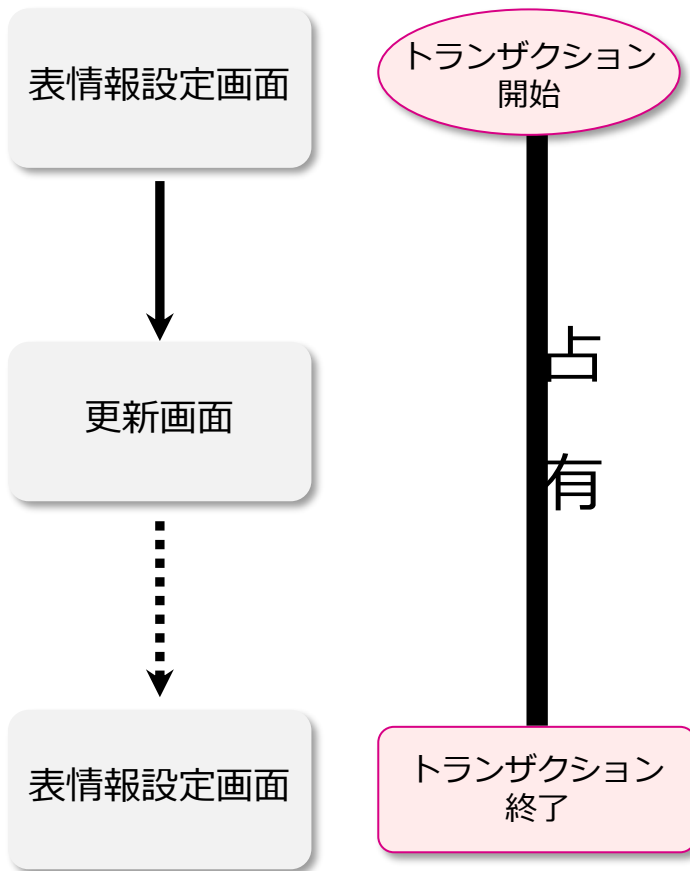 表情報設定画面
トランザクション
開始
占
有
更新画面
表情報設定画面
トランザクション
終了